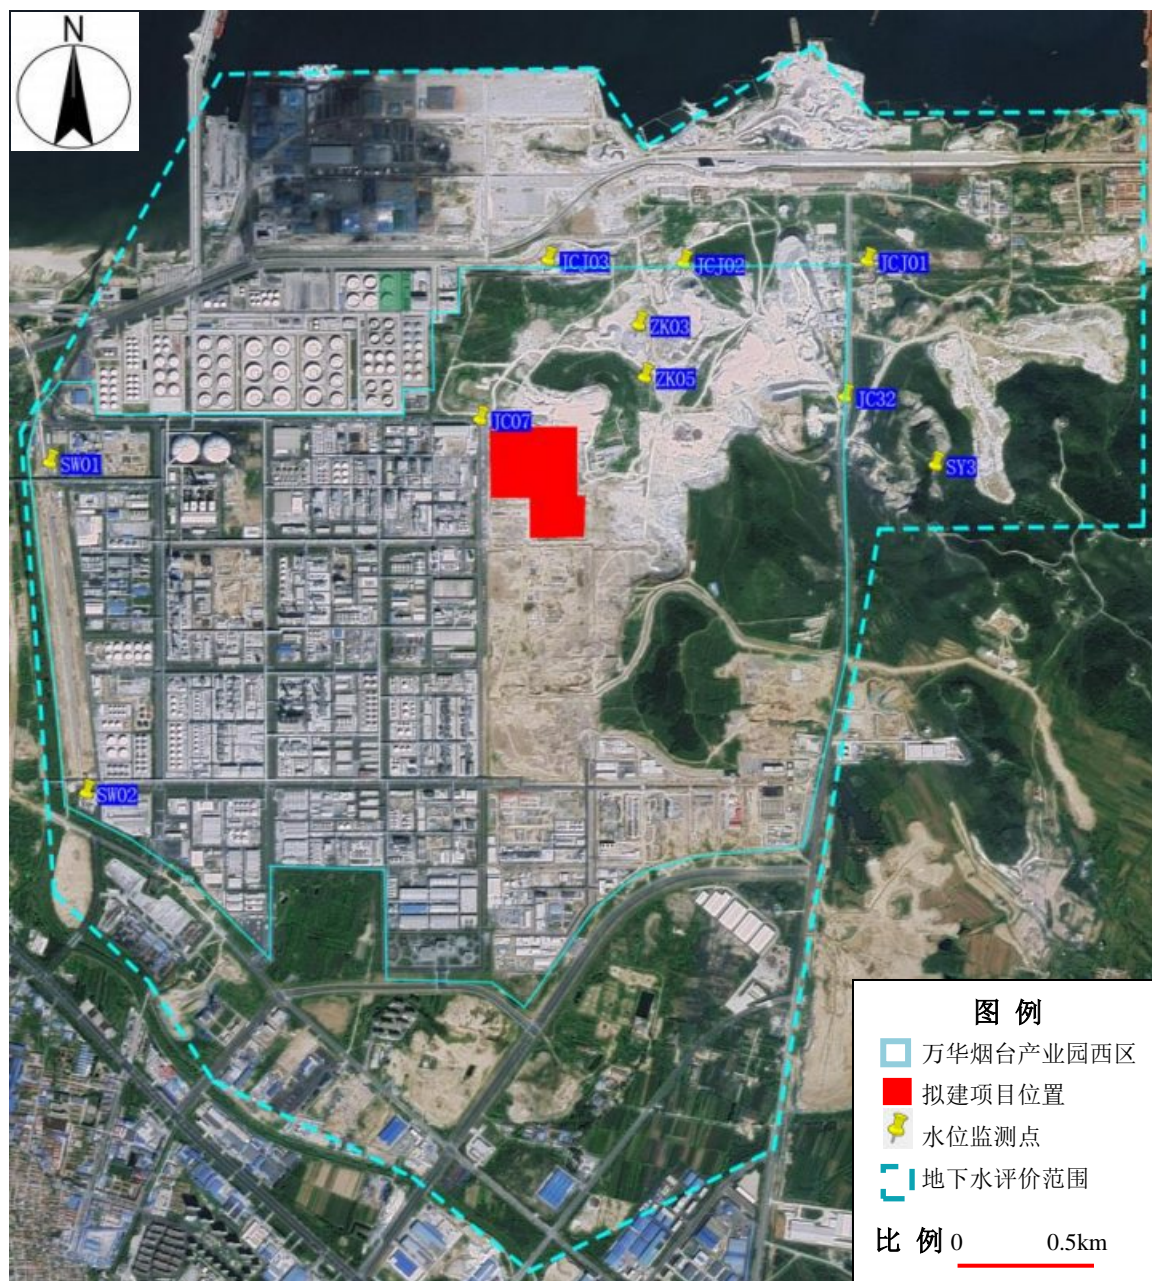 N
JCJ03
JCJ02
JCJ01
ZK03
ZK05
JC32
JC07
SW01
SY3
SW02
图 例
万华烟台产业园西区
拟建项目位置
水位监测点
地下水评价范围
比 例 0 0.5km